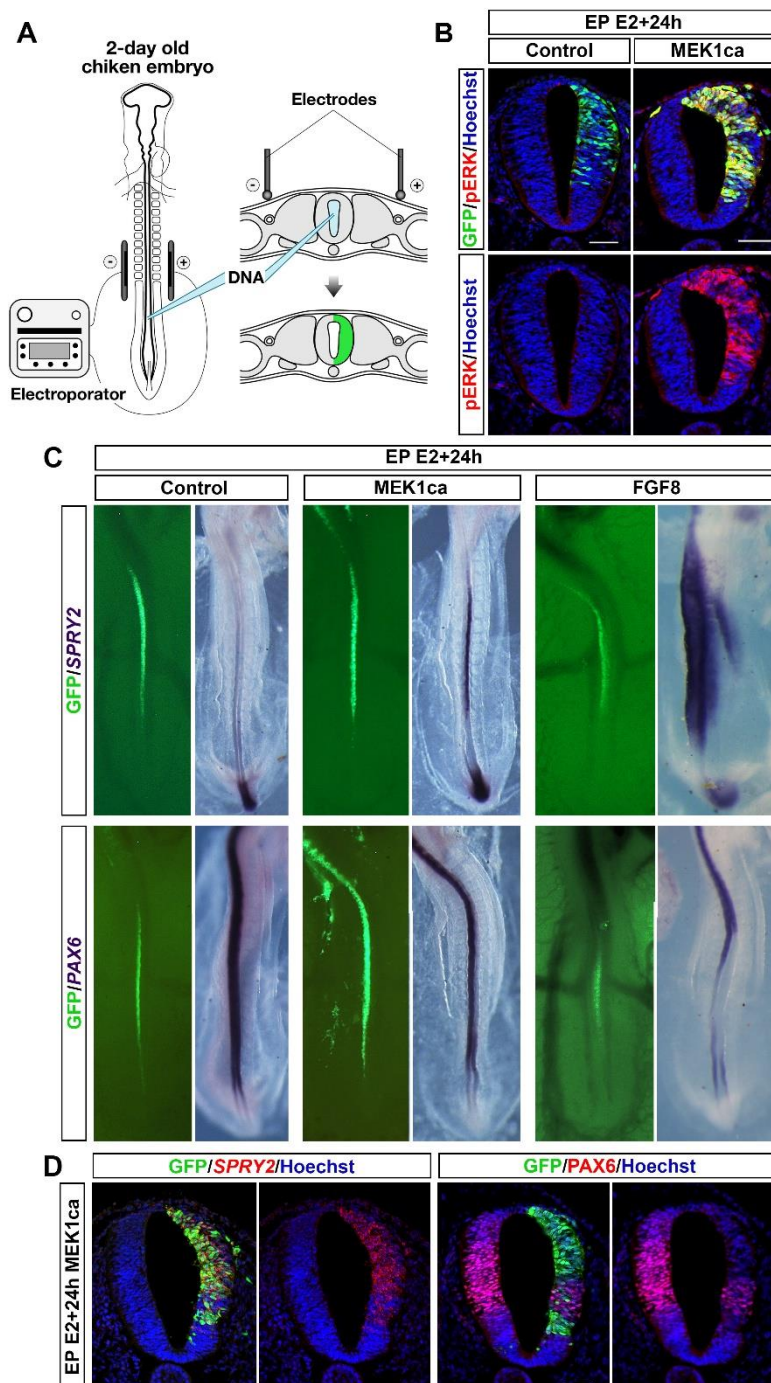 A
2-day old
chiken embryo
Electrodes
-
+
-
+
DNA
Electroporator
B
EP E2+24h
Control
MEK1ca
GFP/pERK/Hoechst
pERK/Hoechst
C
EP E2+24h
Control
MEK1ca
FGF8
GFP/SPRY2
GFP/PAX6
D
GFP/SPRY2/Hoechst
GFP/PAX6/Hoechst
EP E2+24h MEK1ca